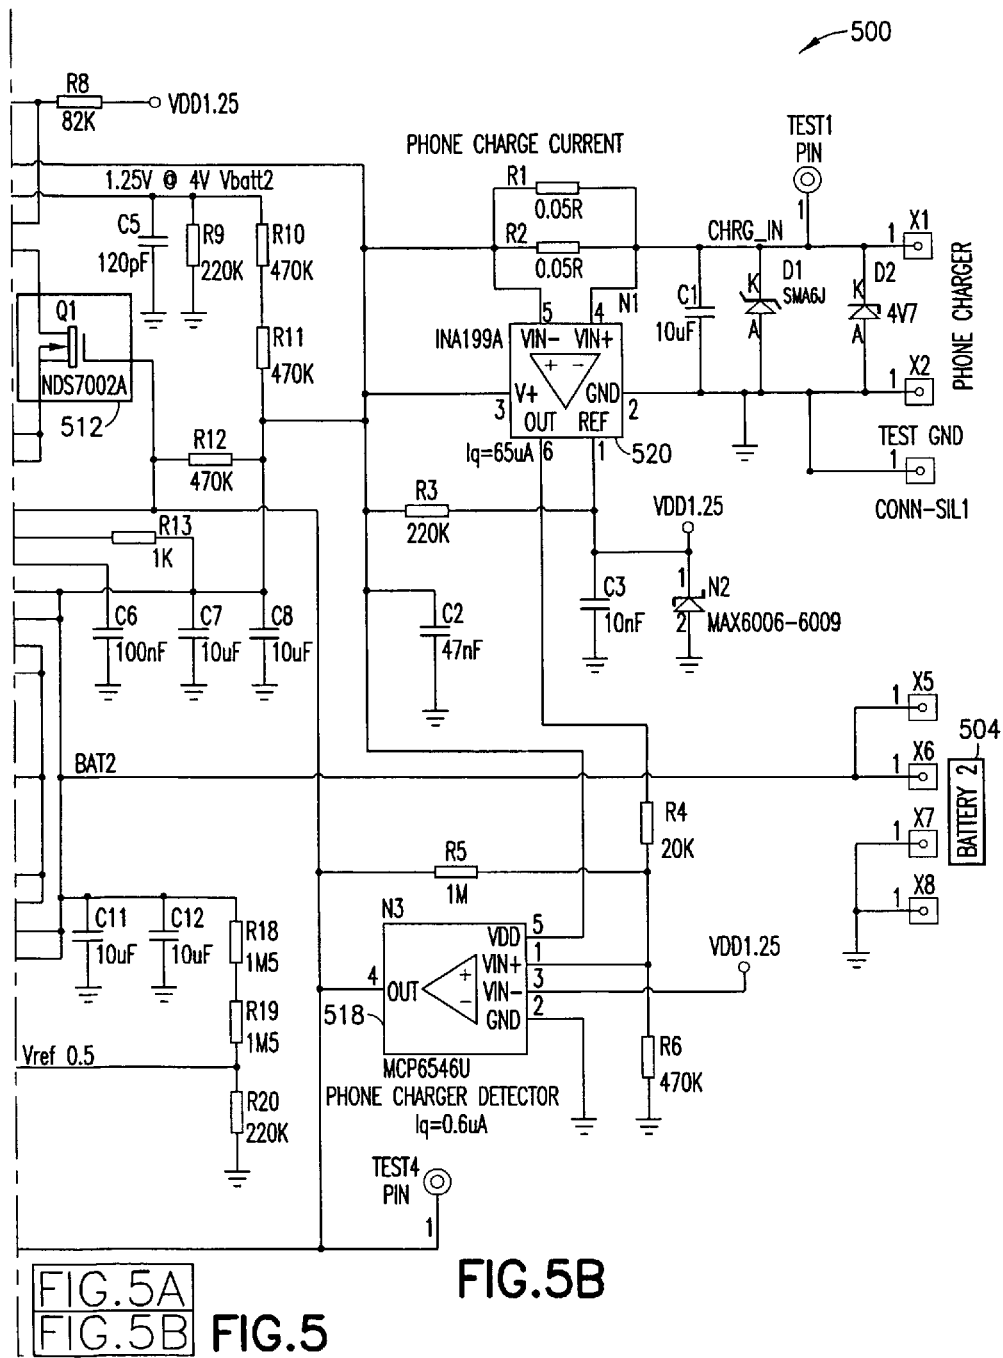 500
R8
82K
VDD1.25
TEST1
PIN
1
PHONE CHARGE CURRENT
R1
0.05R
R2
0.05R
1.25V @ 4V Vbatt2
C5
120pF
R9
220K
R10
470K
R11
470K
CHRG_IN
D1
SMA6J
K
A
D2
4V7
K
A
C1
10uF
1
X1
1
X2
PHONE CHARGER
TEST GND
1
CONN-SIL1
Q1
NDS7002A
512
N1
INA199A
5
4
VIN-
VIN+
+ -
3
V+
GND
2
OUT
REF
6
1
Iq=65uA
520
R12
470K
R3
220K
VDD1.25
R13
1K
1
N2
2
MAX6006-6009
C3
10nF
C2
47nF
C6
100nF
C7
10uF
C8
10uF
BAT2
1
X5
1
X6
1
X7
1
X8
504
BATTERY 2
R4
20K
R5
1M
C11
10uF
C12
10uF
R18
1M5
R19
1M5
R20
220K
Vref 0.5
N3
VDD
5
VIN+
1
VIN-
3
GND
2
4
OUT
+
-
518
MCP6546U
PHONE CHARGER DETECTOR
Iq=0.6uA
VDD1.25
R6
470K
TEST4
PIN
1
FIG.5B
FIG.5A
FIG.5B
FIG.5